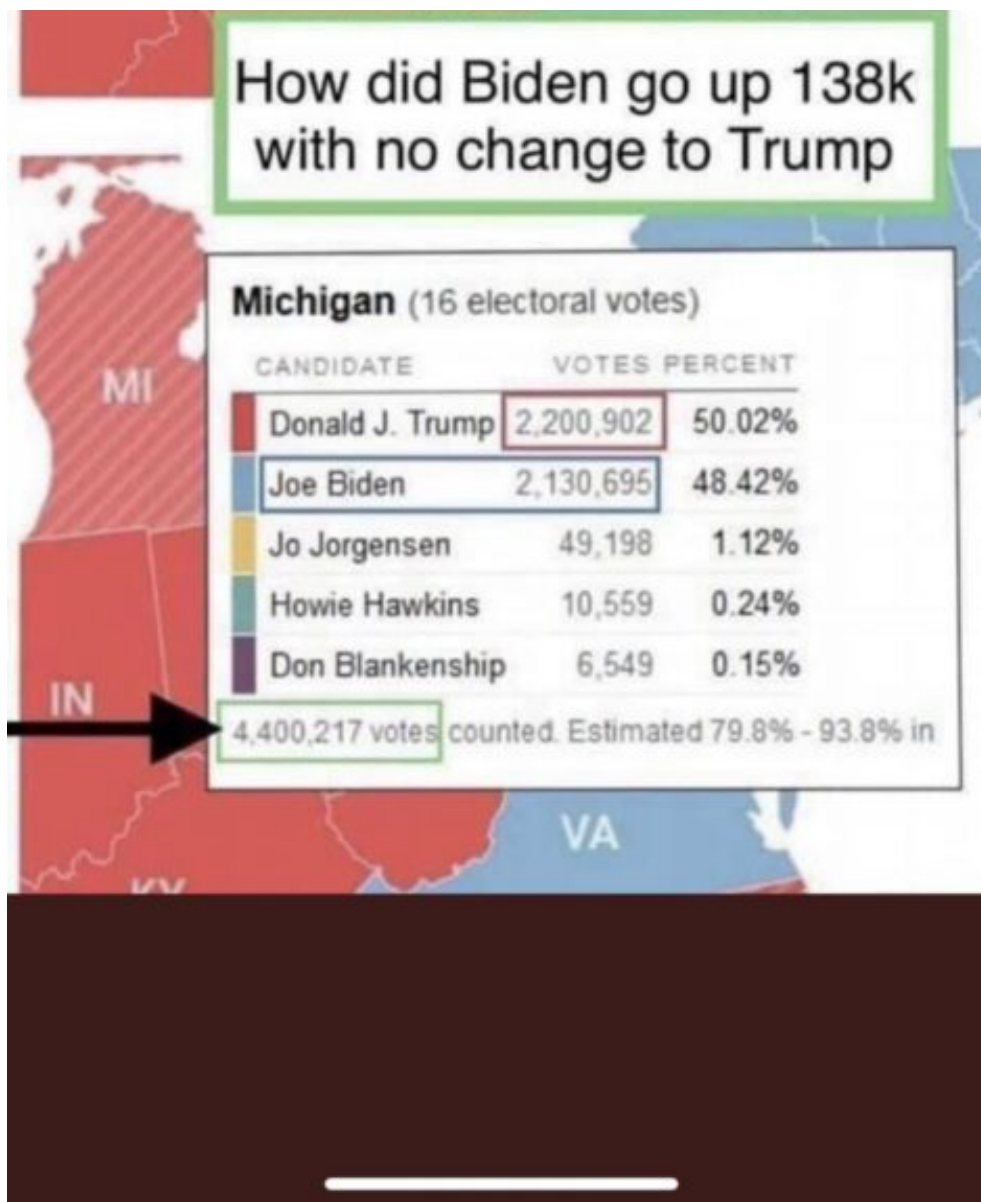 How did Biden go up 138k
with no change to Trump
Michigan (16 electoral votes)
CANDIDATE VOTES PERCENT
Donald J. Trump 2,200,902 50.02%
Joe Biden 2,130,695 48.42%
Jo Jorgensen 49,198 1.12%
Howie Hawkins 10,559 0.24%
Don Blankenship 6,549 0.15%
4,400,217 votes counted. Estimated 79.8% - 93.8% in
MI
IN
VA
KY